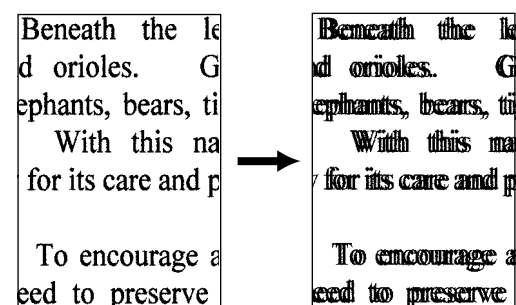 Beneath the le
d orioles. G
ephants, bears, ti
With this na
for its care and p
To encourage a
eed to preserve
Beneath the le
nd orioles. G
ephants, bears, ti
With this na
y for its care and p
To encourage a
eed to preserve